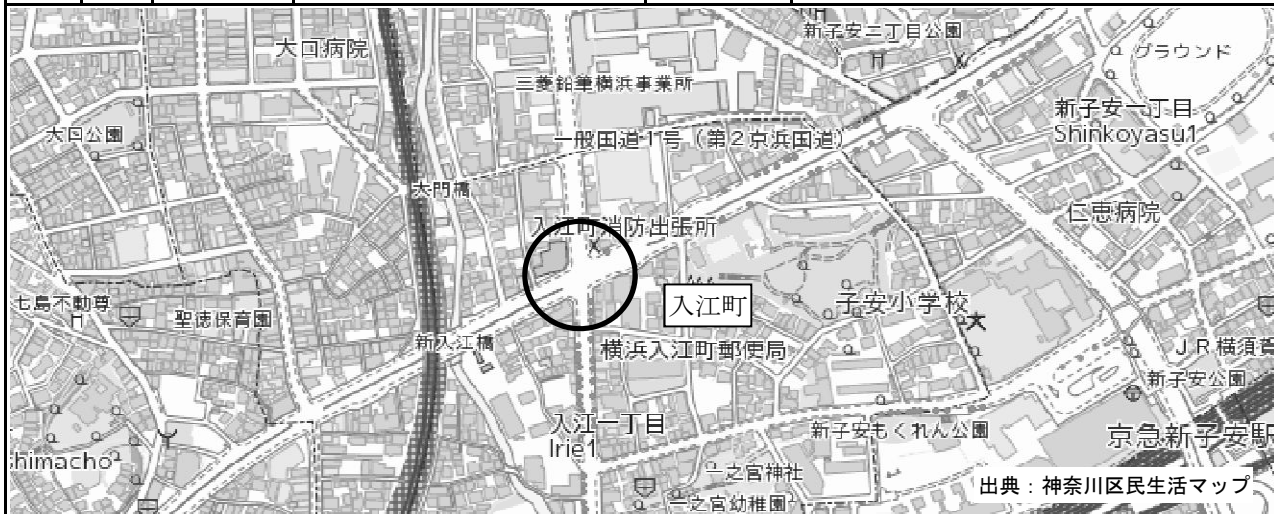 新子安二丁目公園
大口病院
グラウンド
三菱鉛筆横浜事業所
新子安一丁目
Shinkoyasu1
大口公園
一般国道1号(第2京浜国道)
大門橋
仁恵病院
入江町消防出張所
入江町
子安小学校
七島不動尊
聖徳保育園
新入江橋
横浜入江町郵便局
JR横須賀
新子安公園
入江一丁目
Irie1
新子安もくれん公園
京急新子安駅
himacho
一之宮神社
出典：神奈川区民生活マップ
一之宮幼稚園